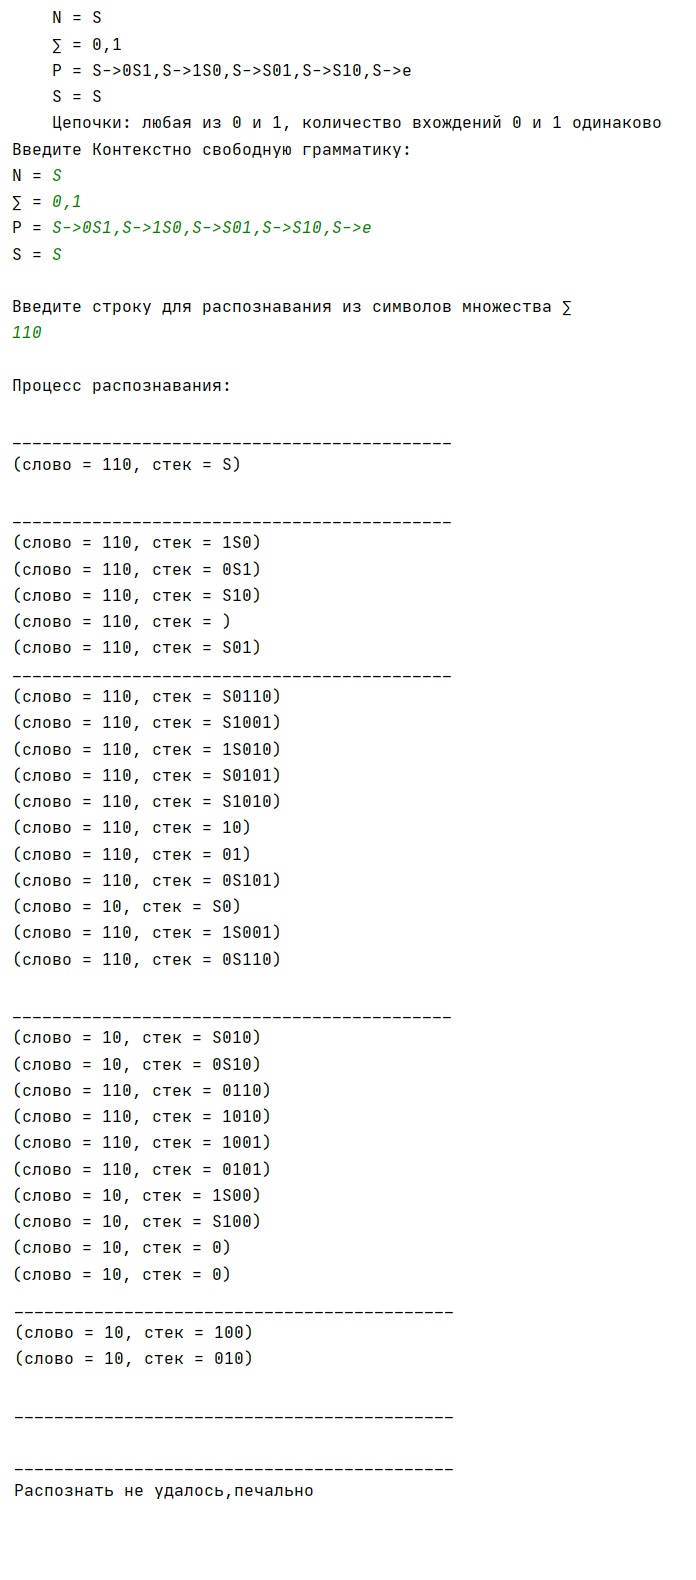 N = S
∑ = 0,1
P = S->0S1,S->1S0,S->S01,S->S10,S->e
S = S
Цепочки: любая из 0 и 1, количество вхождений 0 и 1 одинаково
Введите Контекстно свободную грамматику:
N = S
∑ = 0,1
P = S->0S1,S->1S0,S->S01,S->S10,S->e
S = S
Введите строку для распознавания из символов множества ∑
110
Процесс распознавания:
____________________________________________
(слово = 110, стек = S)
____________________________________________
(слово = 110, стек = 1S0)
(слово = 110, стек = 0S1)
(слово = 110, стек = S10)
(слово = 110, стек = )
(слово = 110, стек = S01)
____________________________________________
(слово = 110, стек = S0110)
(слово = 110, стек = S1001)
(слово = 110, стек = 1S010)
(слово = 110, стек = S0101)
(слово = 110, стек = S1010)
(слово = 110, стек = 10)
(слово = 110, стек = 01)
(слово = 110, стек = 0S101)
(слово = 10, стек = S0)
(слово = 110, стек = 1S001)
(слово = 110, стек = 0S110)
____________________________________________
(слово = 10, стек = S010)
(слово = 10, стек = 0S10)
(слово = 110, стек = 0110)
(слово = 110, стек = 1010)
(слово = 110, стек = 1001)
(слово = 110, стек = 0101)
(слово = 10, стек = 1S00)
(слово = 10, стек = S100)
(слово = 10, стек = 0)
(слово = 10, стек = 0)
____________________________________________
(слово = 10, стек = 100)
(слово = 10, стек = 010)
____________________________________________
____________________________________________
Распознать не удалось,печально